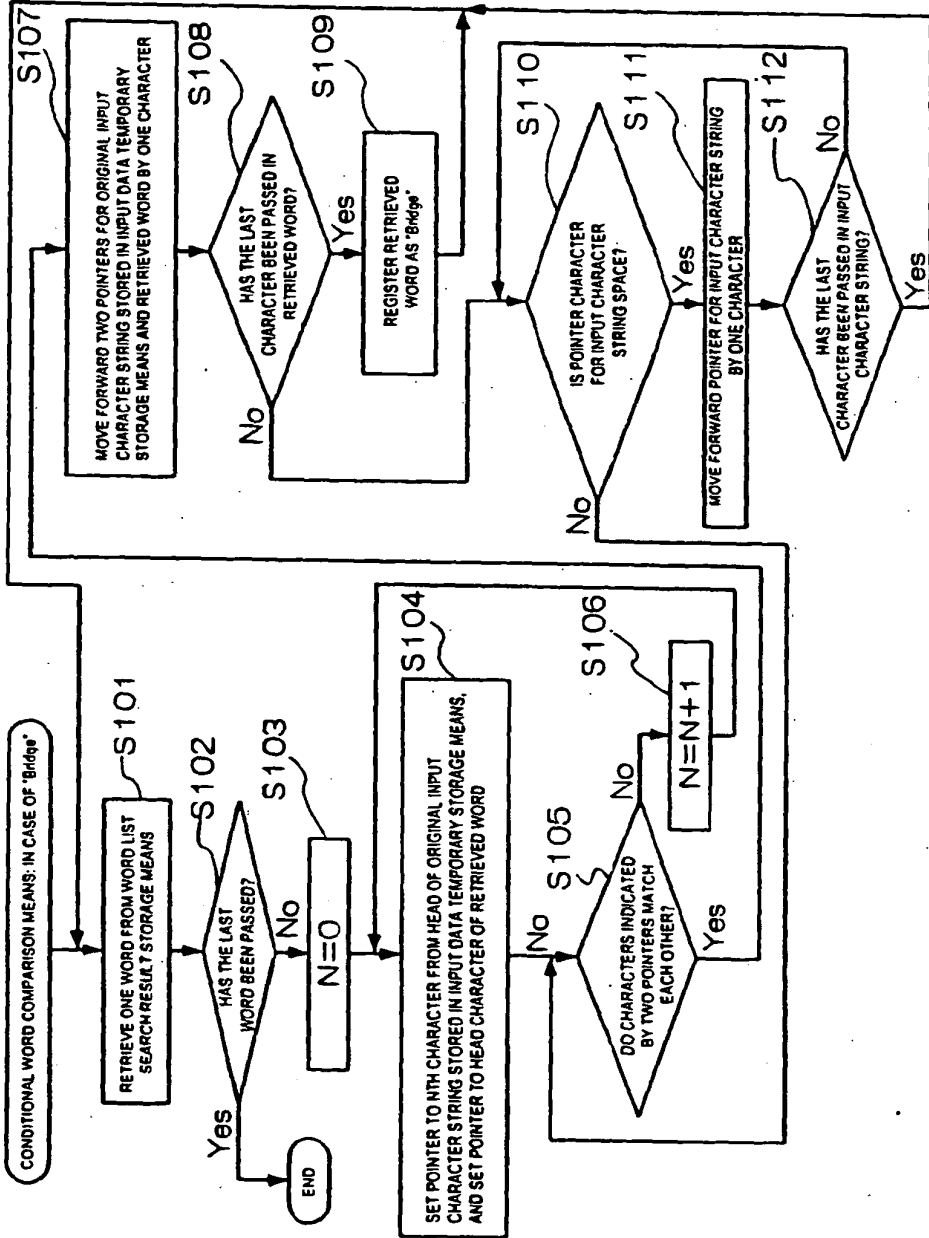 CONDITIONAL WORD COMPARISON MEANS: IN CASE OF "Bridge"
RETRIEVE ONE WORD FROM WORD LIST
SEARCH RESULT STORAGE MEANS
S101
HAS THE LAST
WORD BEEN PASSED?
S102
Yes
No
END
N=0
S103
SET POINTER TO NTH CHARACTER FROM HEAD OF ORIGINAL INPUT
CHARACTER STRING STORED IN INPUT DATA TEMPORARY STORAGE MEANS,
AND SET POINTER TO HEAD CHARACTER OF RETRIEVED WORD
S104
No
DO CHARACTERS INDICATED
BY TWO POINTERS MATCH
EACH OTHER?
S105
No
Yes
N=N+1
S106
MOVE FORWARD TWO POINTERS FOR ORIGINAL INPUT
CHARACTER STRING STORED IN INPUT DATA TEMPORARY
STORAGE MEANS AND RETRIEVED WORD BY ONE CHARACTER
S107
HAS THE LAST
CHARACTER BEEN PASSED IN
RETRIEVED WORD?
S108
No
Yes
REGISTER RETRIEVED
WORD AS "Bridge"
S109
IS POINTER CHARACTER
FOR INPUT CHARACTER
STRING SPACE?
S110
No
Yes
MOVE FORWARD POINTER FOR INPUT CHARACTER STRING
BY ONE CHARACTER
S111
HAS THE LAST
CHARACTER BEEN PASSED IN INPUT
CHARACTER STRING?
S112
No
Yes